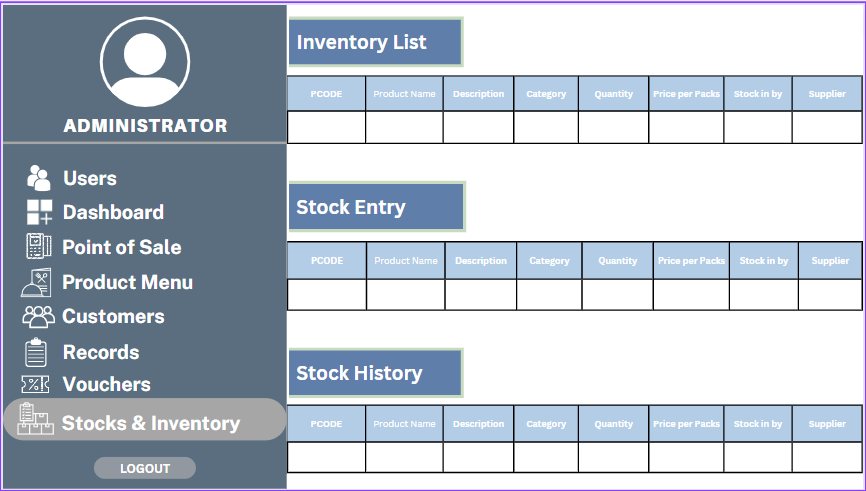 ADMINISTRATOR
Users
Dashboard
Point of Sale
Product Menu
Customers
Records
Vouchers
Stocks & Inventory
LOGOUT
Inventory List
PCODE Product Name Description Category Quantity Price per Packs Stock in by Supplier
Stock Entry
PCODE Product Name Description Category Quantity Price per Packs Stock in by Supplier
Stock History
PCODE Product Name Description Category Quantity Price per Packs Stock in by Supplier